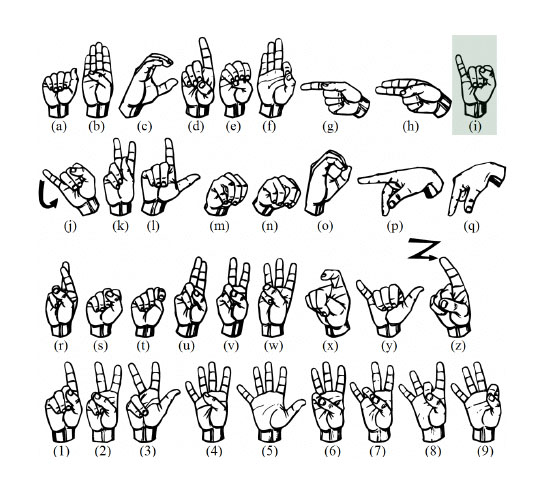 (a) (b) (c) (d) (e) (f) (g) (h) (i)
(j) (k) (l) (m) (n) (o) (p) (q)
(r) (s) (t) (u) (v) (w) (x) (y) (z)
(1) (2) (3) (4) (5) (6) (7) (8) (9)